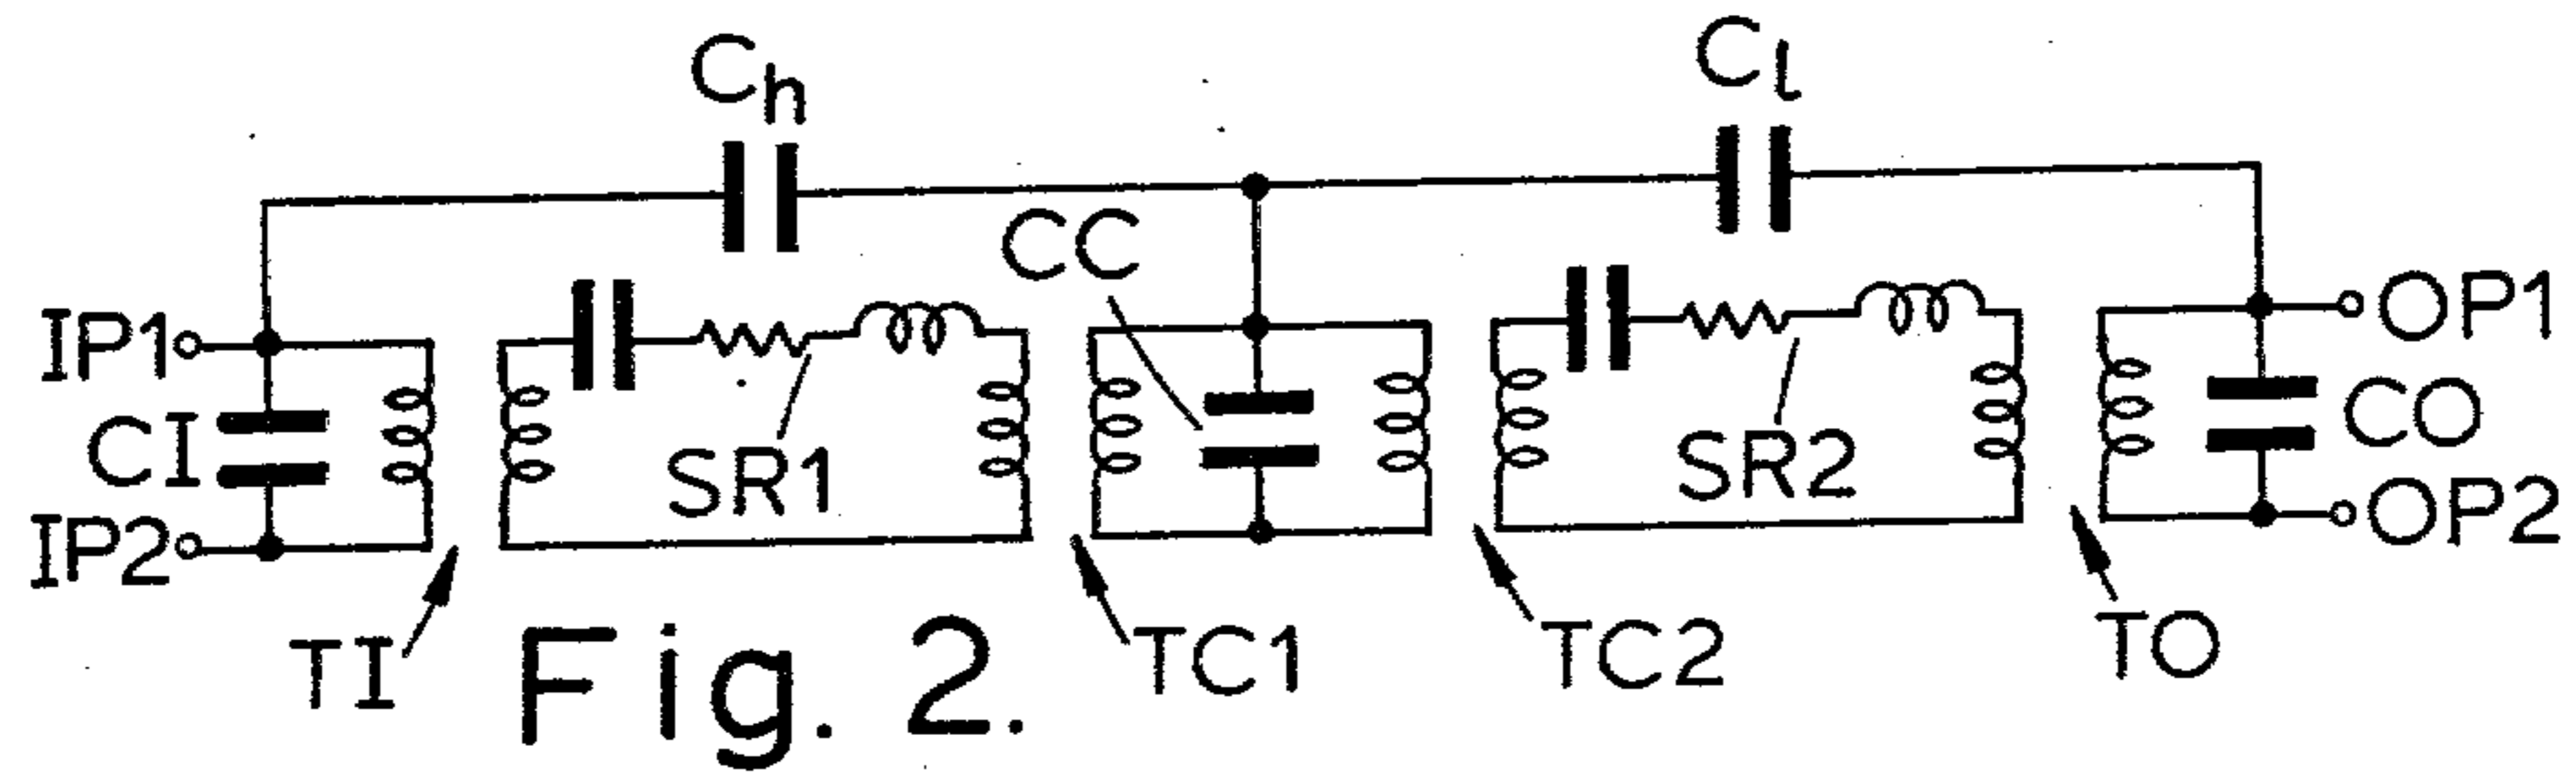 Ch
Cl
CC
IP1
OP1
CI
CO
SR1
SR2
IP2
OP2
TI
TC1
TC2
TO
Fig. 2.